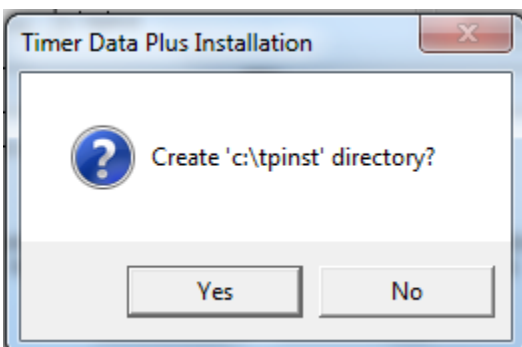 Timer Data Plus Installation
Create 'c:\tpinst' directory?
Yes
No